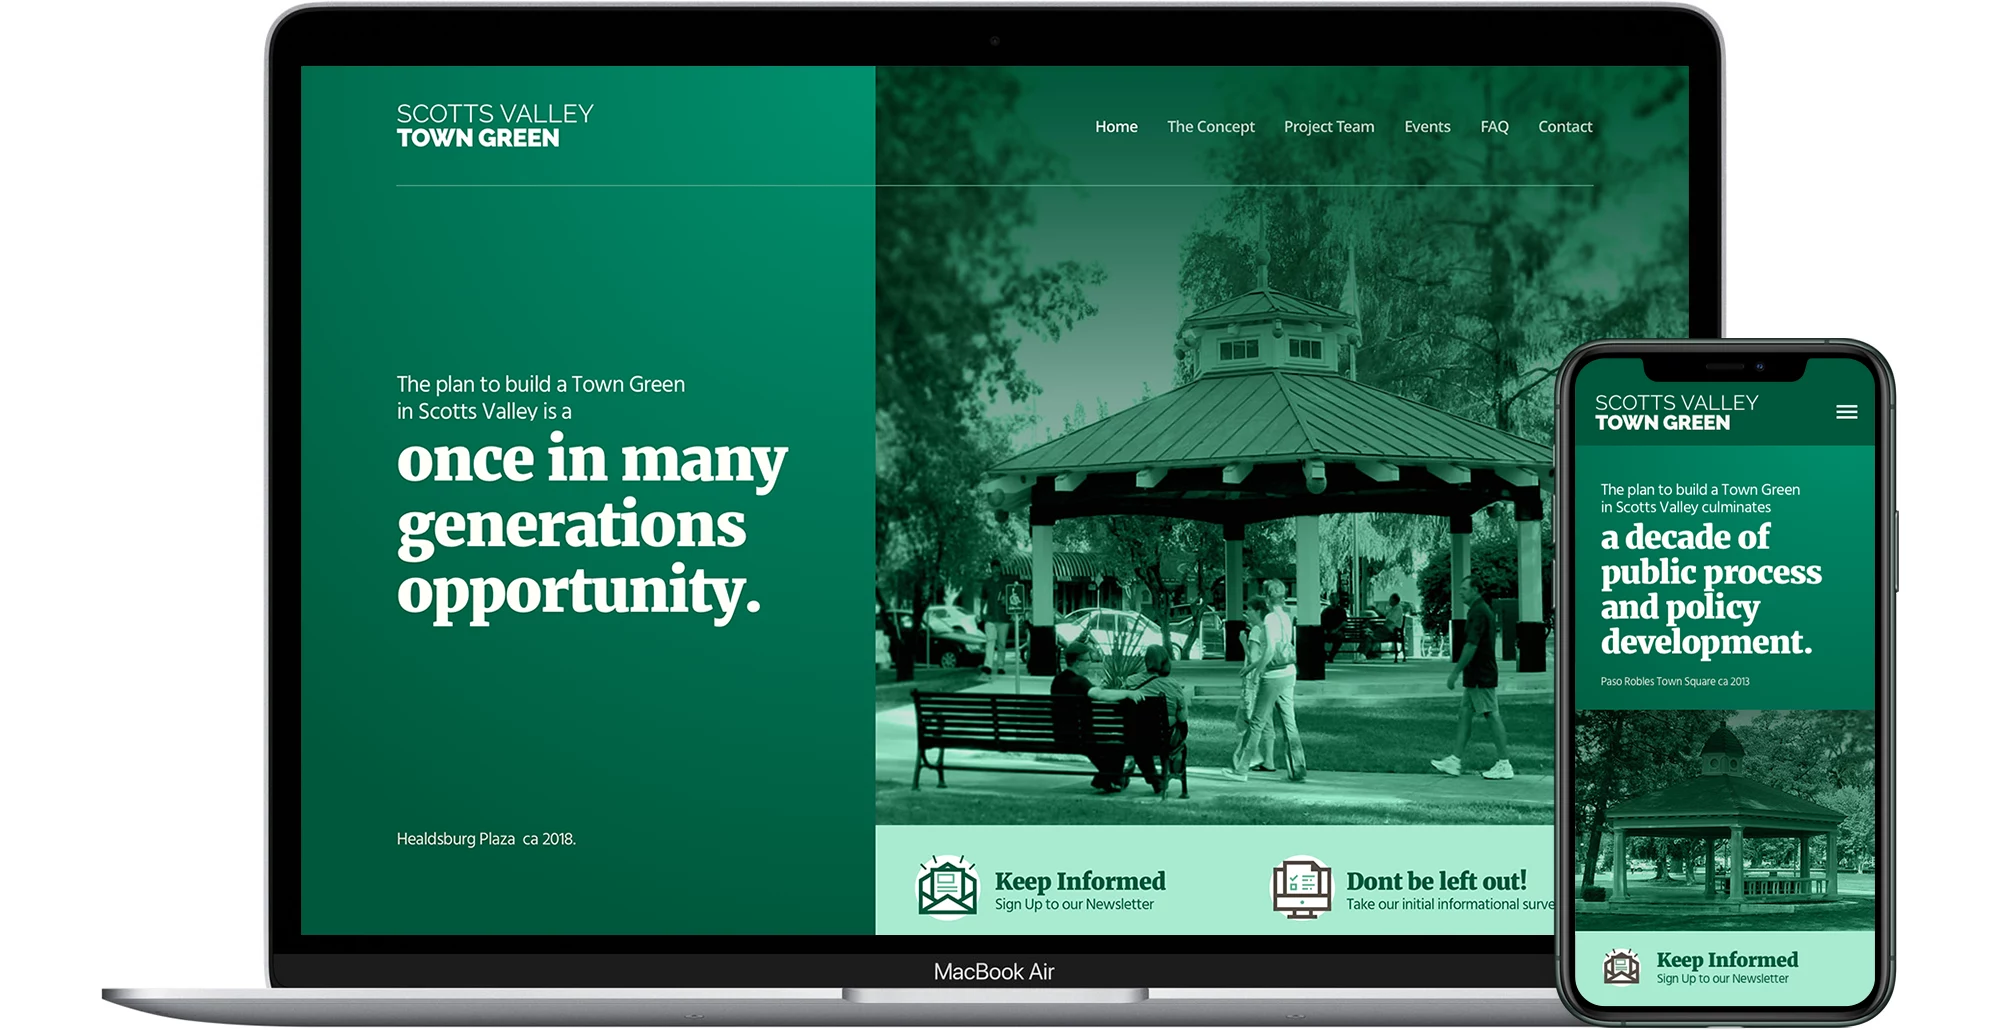 SCOTTS VALLEY
TOWN GREEN
Home The Concept Project Team Events FAQ Contact
The plan to build a Town Green
in Scotts Valley is a
once in many
generations
opportunity.
Healdsburg Plaza ca 2018.
Keep Informed
Sign Up to our Newsletter
Dont be left out!
Take our initial informational surve
MacBook Air
SCOTTS VALLEY
TOWN GREEN
The plan to build a Town Green
in Scotts Valley culminates
a decade of
public process
and policy
development.
Paso Robles Town Square ca 2013
Keep Informed
Sign Up to our Newsletter